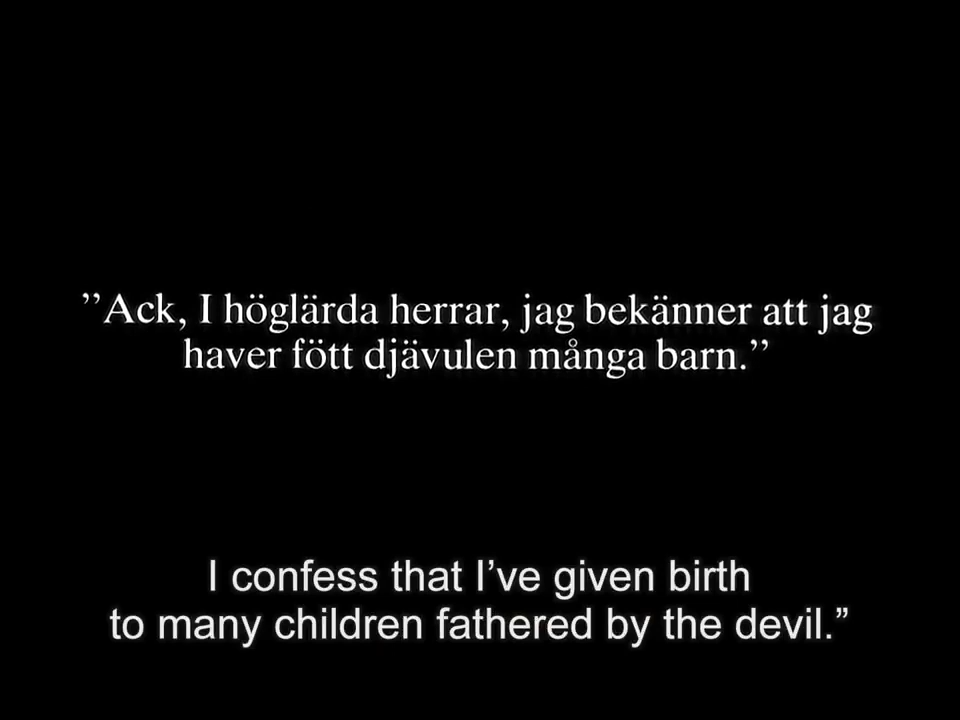 ”Ack, I höglärda herrar, jag bekänner att jag
haver fött djävulen många barn.”
I confess that I’ve given birth
to many children fathered by the devil.”